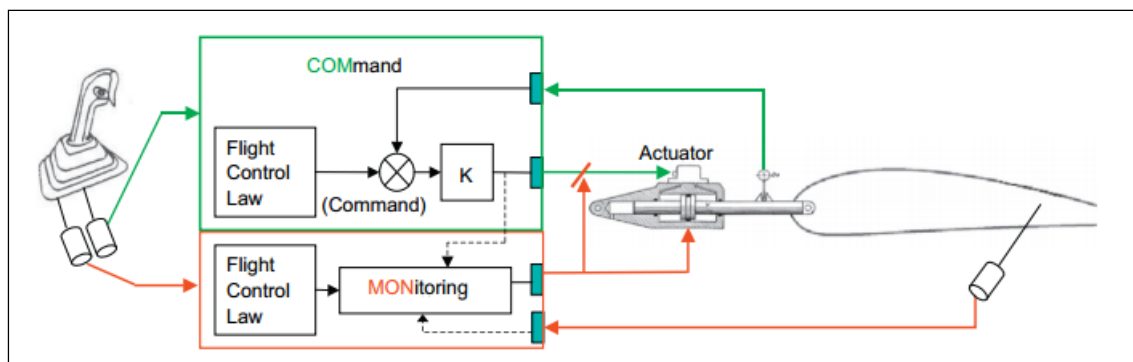 COMmand
Flight
Control
Law
(Command)
K
Actuator
Flight
Control
Law
MONitoring